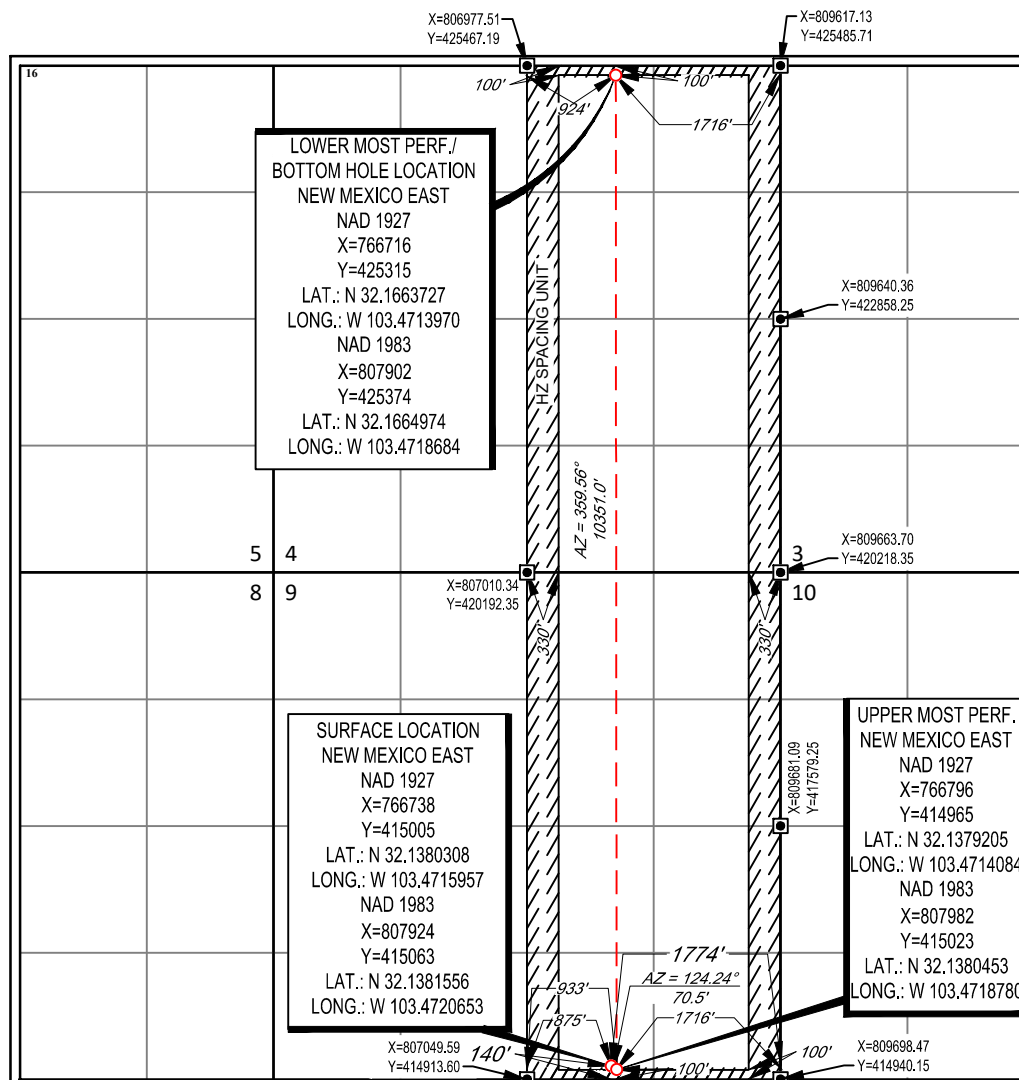 X=806977.51
Y=425467.19
X=809617.13
Y=425485.71
16
100'
924'
100'
1716'
LOWER MOST PERF./
BOTTOM HOLE LOCATION
NEW MEXICO EAST
NAD 1927
X=766716
Y=425315
LAT.: N 32.1663727
LONG.: W 103.4713970
NAD 1983
X=807902
Y=425374
LAT.: N 32.1664974
LONG.: W 103.4718684
HZ SPACING UNIT
X=809640.36
Y=422858.25
AZ = 359.56°
10351.0'
5 4
8 9
X=807010.34
Y=420192.35
X=809663.70
Y=420218.35
3
10
330'
330'
SURFACE LOCATION
NEW MEXICO EAST
NAD 1927
X=766738
Y=415005
LAT.: N 32.1380308
LONG.: W 103.4715957
NAD 1983
X=807924
Y=415063
LAT.: N 32.1381556
LONG.: W 103.4720653
X=809681.09
Y=417579.25
UPPER MOST PERF.
NEW MEXICO EAST
NAD 1927
X=766796
Y=414965
LAT.: N 32.1379205
LONG.: W 103.4714084
NAD 1983
X=807982
Y=415023
LAT.: N 32.1380453
LONG.: W 103.4718780
1774'
933'
AZ = 124.24°
70.5'
875'
1716'
140'
100'
100'
X=807049.59
Y=414913.60
X=809698.47
Y=414940.15